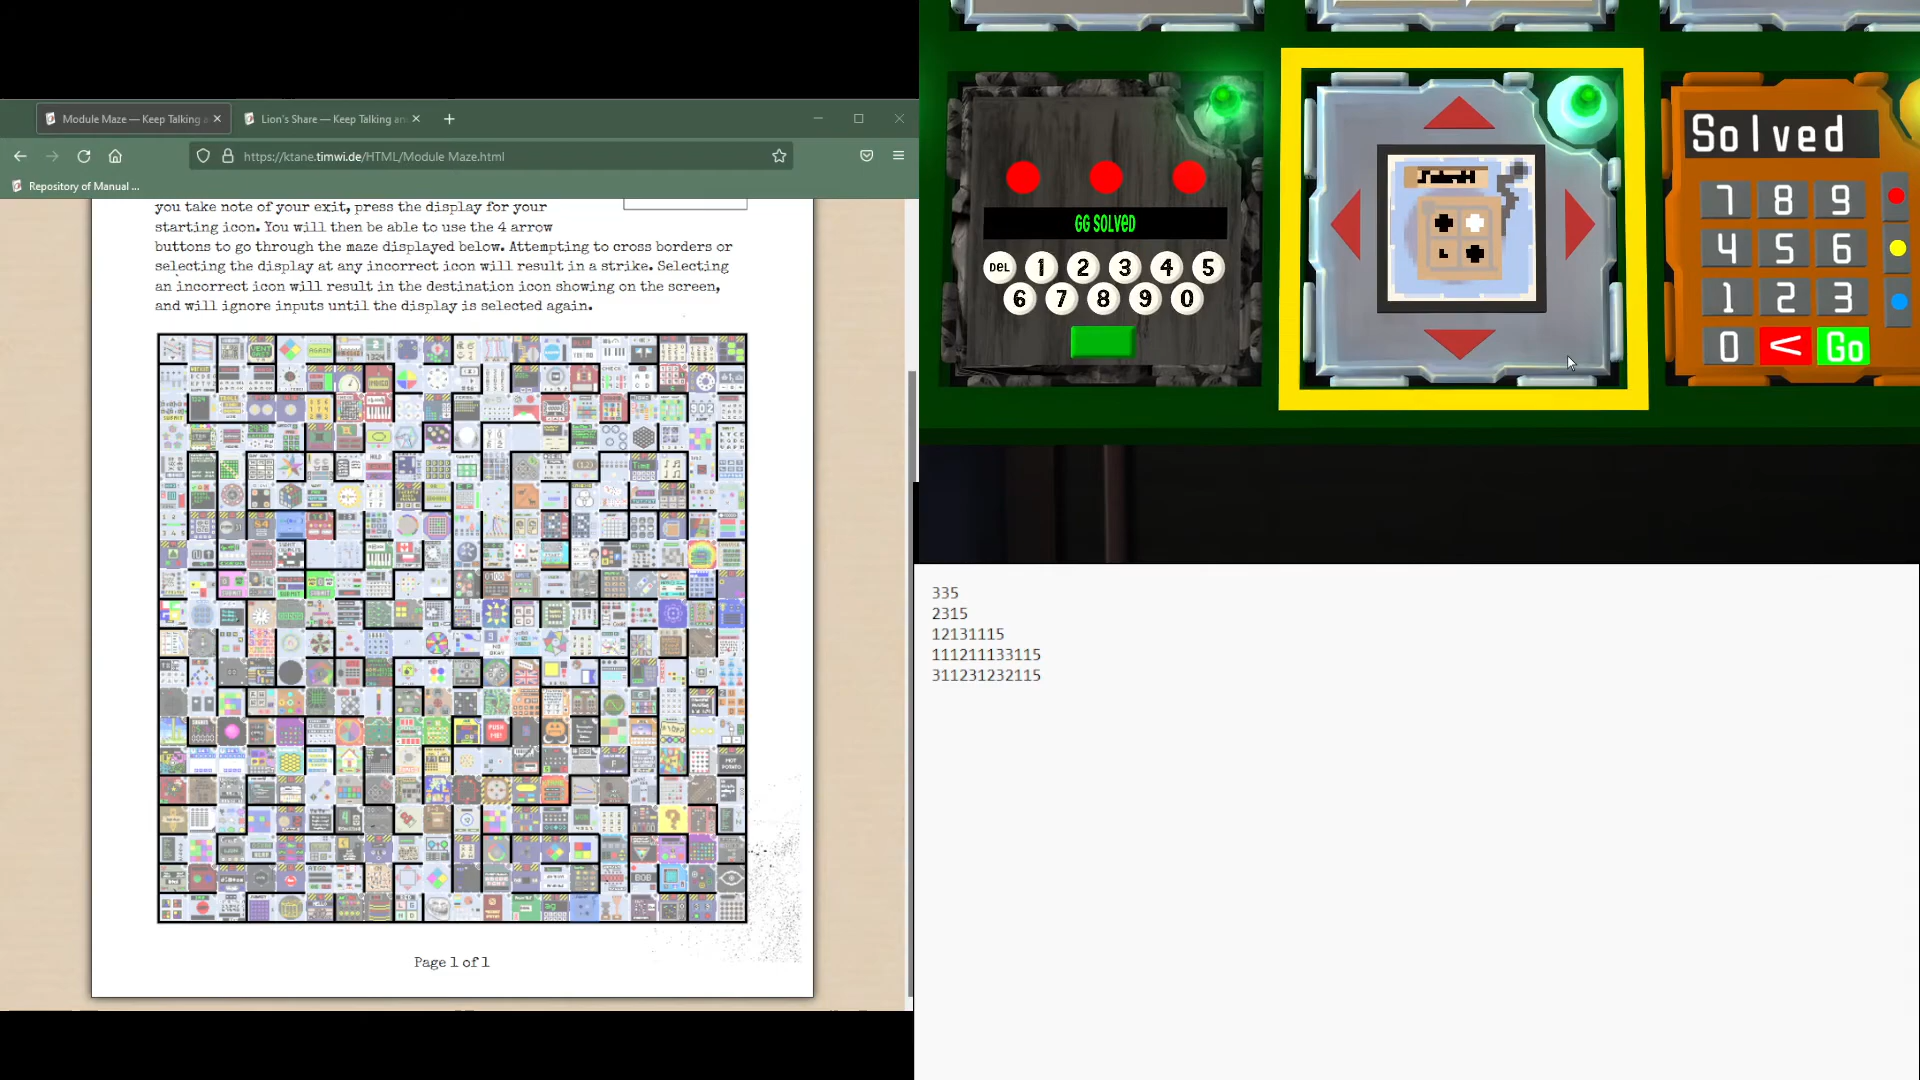 Module Maze — Keep Talking a
Lion's Share — Keep Talking an
https://ktane.timwi.de/HTML/Module Maze.html
Repository of Manual ...
you take note of your exit, press the display for your
starting icon. You will then be able to use the 4 arrow
buttons to go through the maze displayed below. Attempting to cross borders or
selecting the display at any incorrect icon will result in a strike. Selecting
an incorrect icon will result in the destination icon showing on the screen,
and will ignore inputs until the display is selected again.
Page 1 of 1
GG SOLVED
DEL 1 2 3 4 5
6 7 8 9 0
Solved
7 8 9
4 5 6
1 2 3
0 < Go
335
2315
12131115
111211133115
311231232115